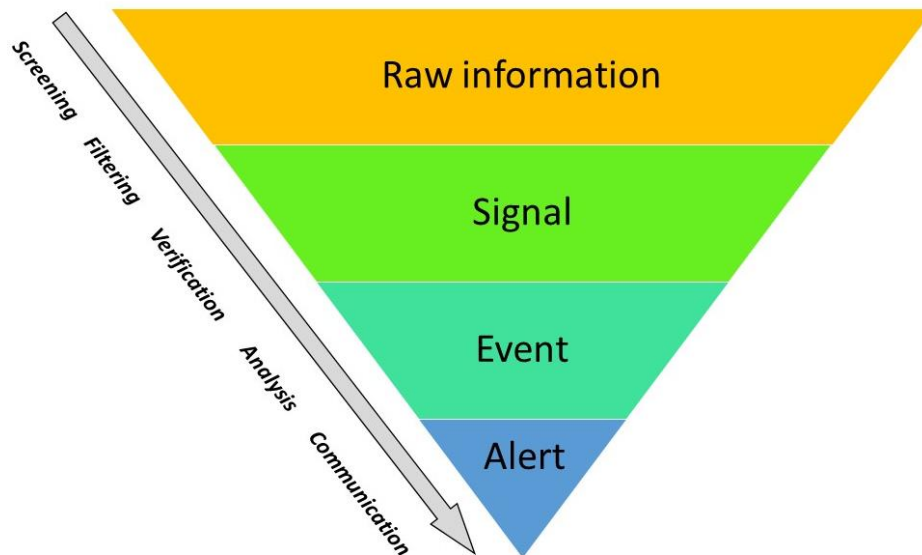 Raw information
Signal
Event
Alert
Screening
Filtering
Verification
Analysis
Communication